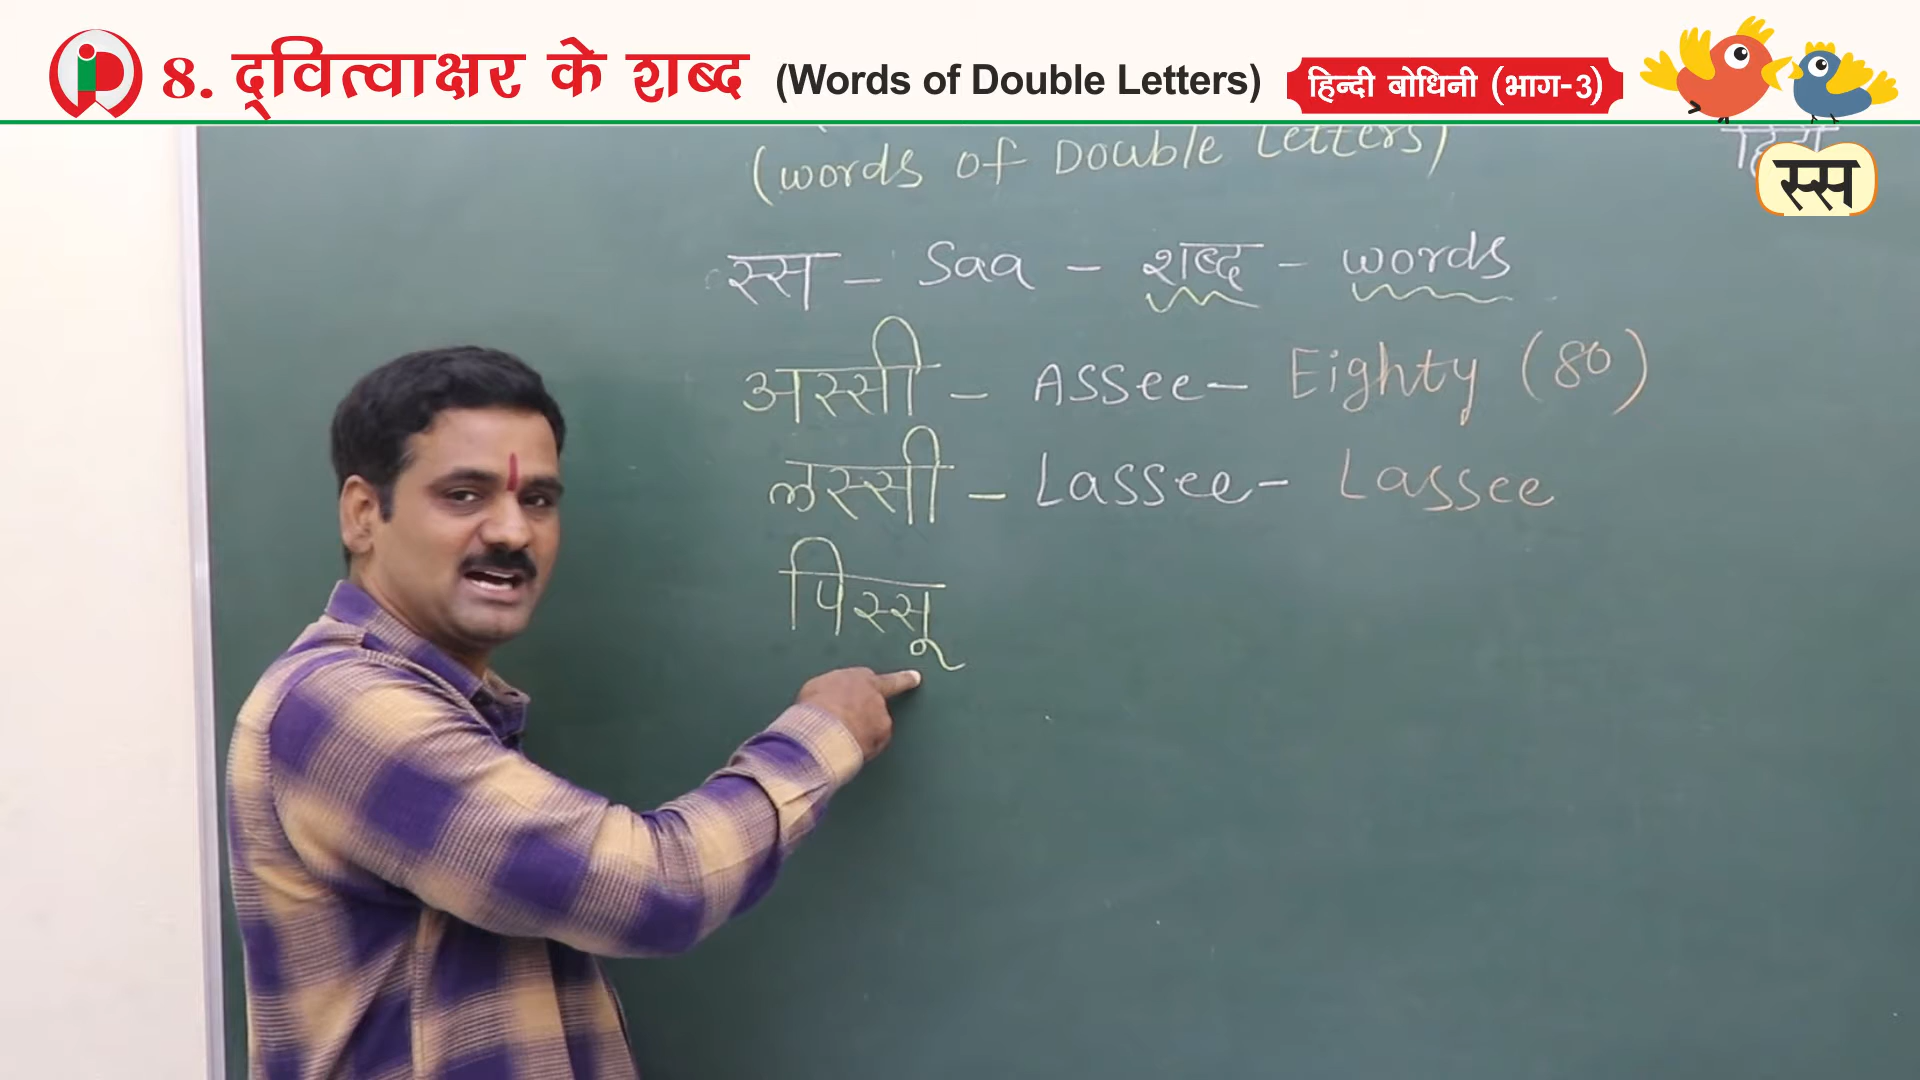 8. द्वित्वाक्षर के शब्द (Words of Double Letters) हिन्दी बोधिनी (भाग-3)
(words of Double Letters)
स्स
स्स – Saa – शब्द – words
अस्सी – Assee – Eighty (80)
लस्सी – Lassee – Lassee
पिस्सू